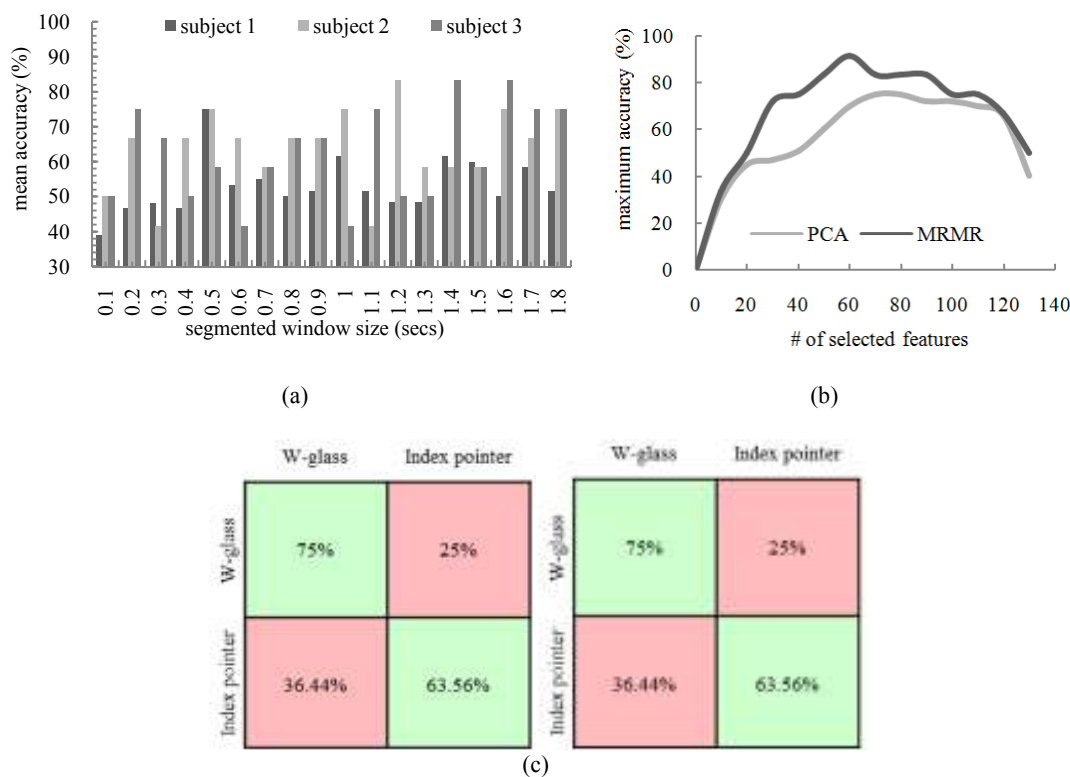 subject 1 subject 2 subject 3
mean accuracy (%)
100
90
80
70
60
50
40
30
0.1 0.2 0.3 0.4 0.5 0.6 0.7 0.8 0.9 1 1.1 1.2 1.3 1.4 1.5 1.6 1.7 1.8
segmented window size (secs)
(a)
maximum accuracy (%)
100
80
60
40
20
0
PCA MRMR
0 20 40 60 80 100 120 140
# of selected features
(b)
W-glass Index pointer
W-glass
75% 25%
Index pointer
36.44% 63.56%
W-glass Index pointer
W-glass
75% 25%
Index pointer
36.44% 63.56%
(c)